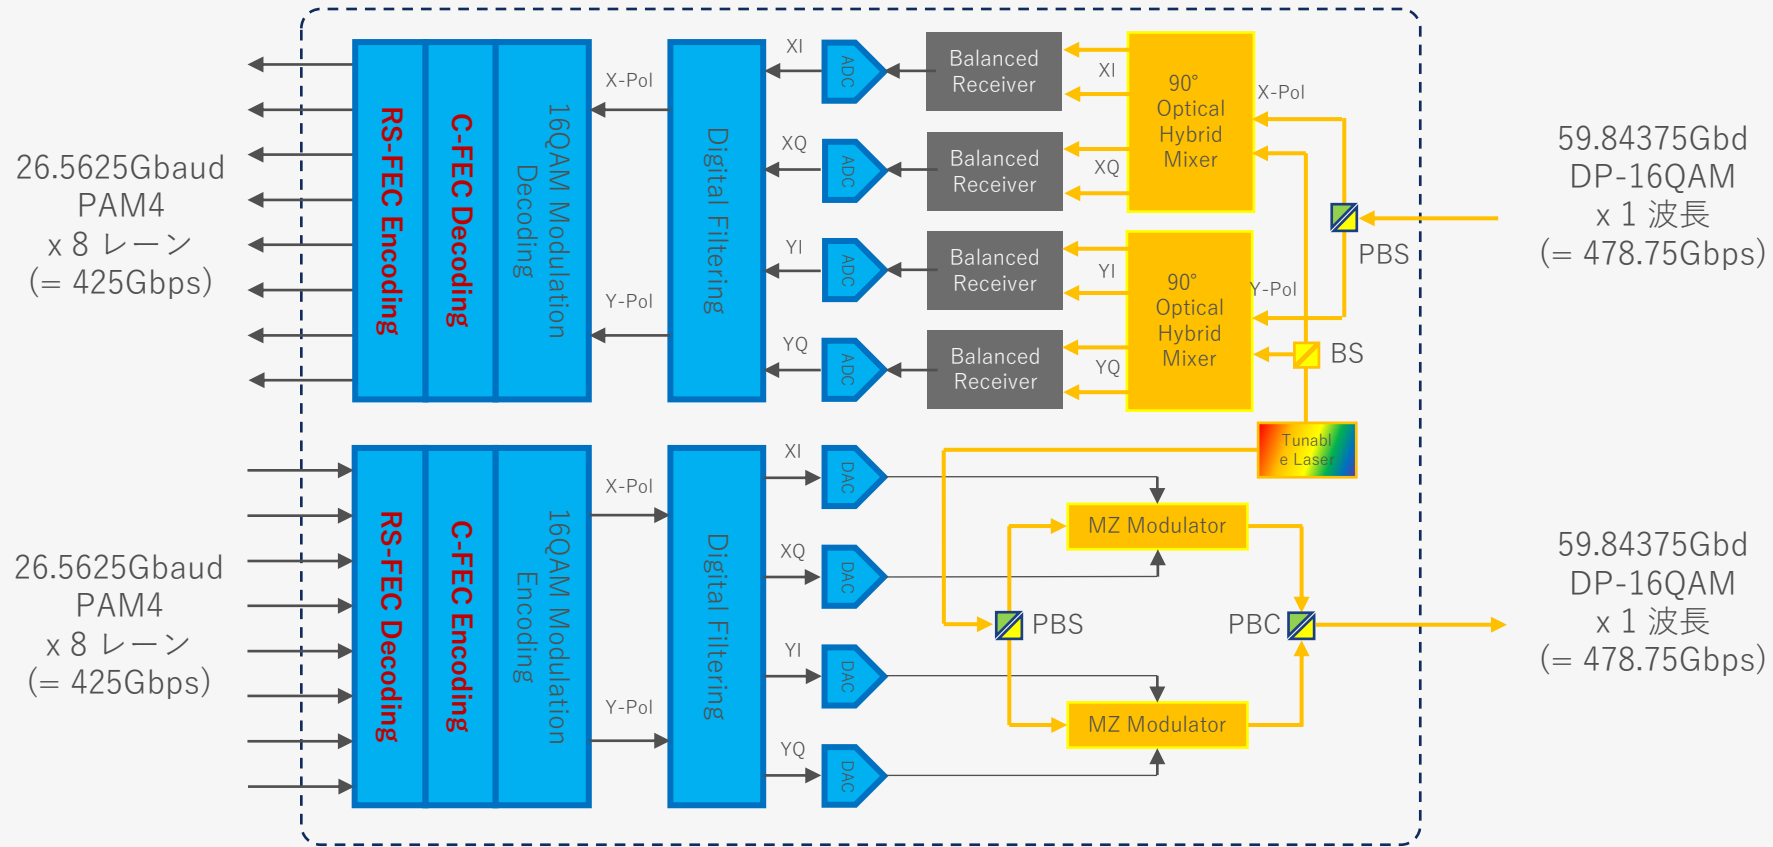 26.5625Gbaud
PAM4
x 8 レーン
(= 425Gbps)
RS-FEC Encoding
C-FEC Decoding
16QAM Modulation
Decoding
X-Pol
Y-Pol
Digital Filtering
XI
XQ
YI
YQ
ADC
ADC
ADC
ADC
Balanced
Receiver
Balanced
Receiver
Balanced
Receiver
Balanced
Receiver
XI
XQ
YI
YQ
90°
Optical
Hybrid
Mixer
90°
Optical
Hybrid
Mixer
X-Pol
Y-Pol
PBS
BS
Tunabl
e Laser
59.84375Gbd
DP-16QAM
x 1 波長
(= 478.75Gbps)
26.5625Gbaud
PAM4
x 8 レーン
(= 425Gbps)
RS-FEC Decoding
C-FEC Encoding
16QAM Modulation
Encoding
X-Pol
Y-Pol
Digital Filtering
XI
XQ
YI
YQ
DAC
DAC
DAC
DAC
MZ Modulator
MZ Modulator
PBS
PBC
59.84375Gbd
DP-16QAM
x 1 波長
(= 478.75Gbps)